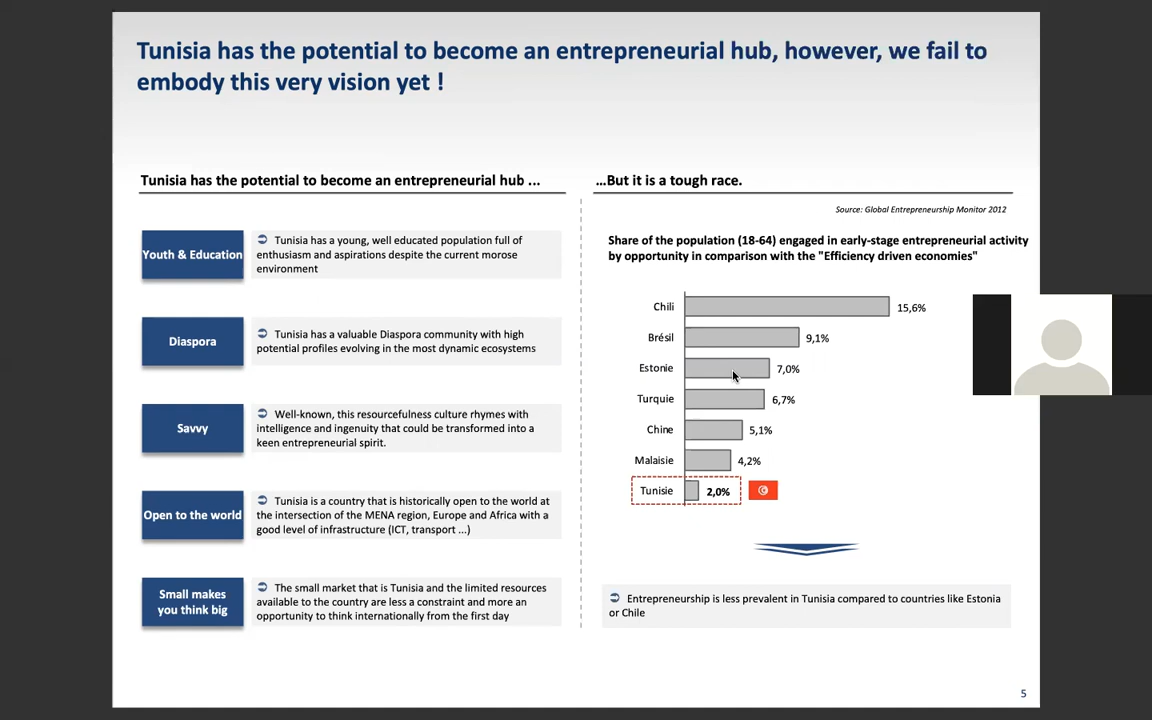 Tunisia has the potential to become an entrepreneurial hub, however, we fail to
embody this very vision yet !
Tunisia has the potential to become an entrepreneurial hub ...
Youth & Education
Tunisia has a young, well educated population full of
enthusiasm and aspirations despite the current morose
environment
Diaspora
Tunisia has a valuable Diaspora community with high
potential profiles evolving in the most dynamic ecosystems
Savvy
Well-known, this resourcefulness culture rhymes with
intelligence and ingenuity that could be transformed into a
keen entrepreneurial spirit.
Open to the world
Tunisia is a country that is historically open to the world at
the intersection of the MENA region, Europe and Africa with a
good level of infrastructure (ICT, transport ...)
Small makes
you think big
The small market that is Tunisia and the limited resources
available to the country are less a constraint and more an
opportunity to think internationally from the first day
...But it is a tough race.
Source: Global Entrepreneurship Monitor 2012
Share of the population (18-64) engaged in early-stage entrepreneurial activity
by opportunity in comparison with the "Efficiency driven economies"
Chili 15,6%
Brésil 9,1%
Estonie 7,0%
Turquie 6,7%
Chine 5,1%
Malaisie 4,2%
Tunisie 2,0%
Entrepreneurship is less prevalent in Tunisia compared to countries like Estonia
or Chile
5